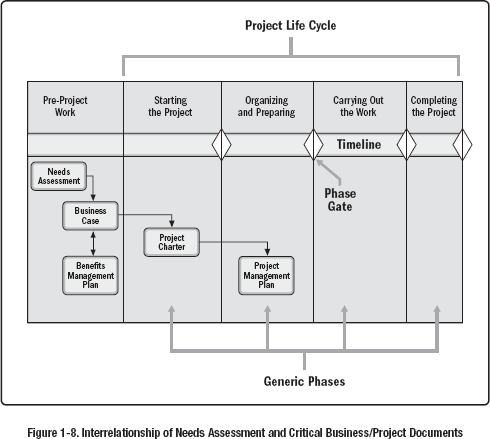 Project Life Cycle
Pre-Project
Work
Starting
the Project
Organizing
and Preparing
Carrying Out
the Work
Completing
the Project
Timeline
Needs
Assessment
Business
Case
Benefits
Management
Plan
Project
Charter
Project
Management
Plan
Phase
Gate
Generic Phases
Figure 1-8. Interrelationship of Needs Assessment and Critical Business/Project Documents